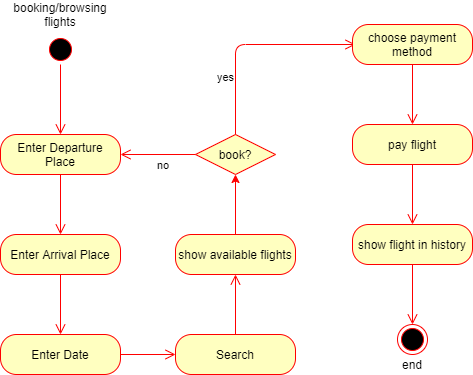 booking/browsing
flights
Enter Departure
Place
Enter Arrival Place
Enter Date
Search
show available flights
book?
no
yes
choose payment
method
pay flight
show flight in history
end